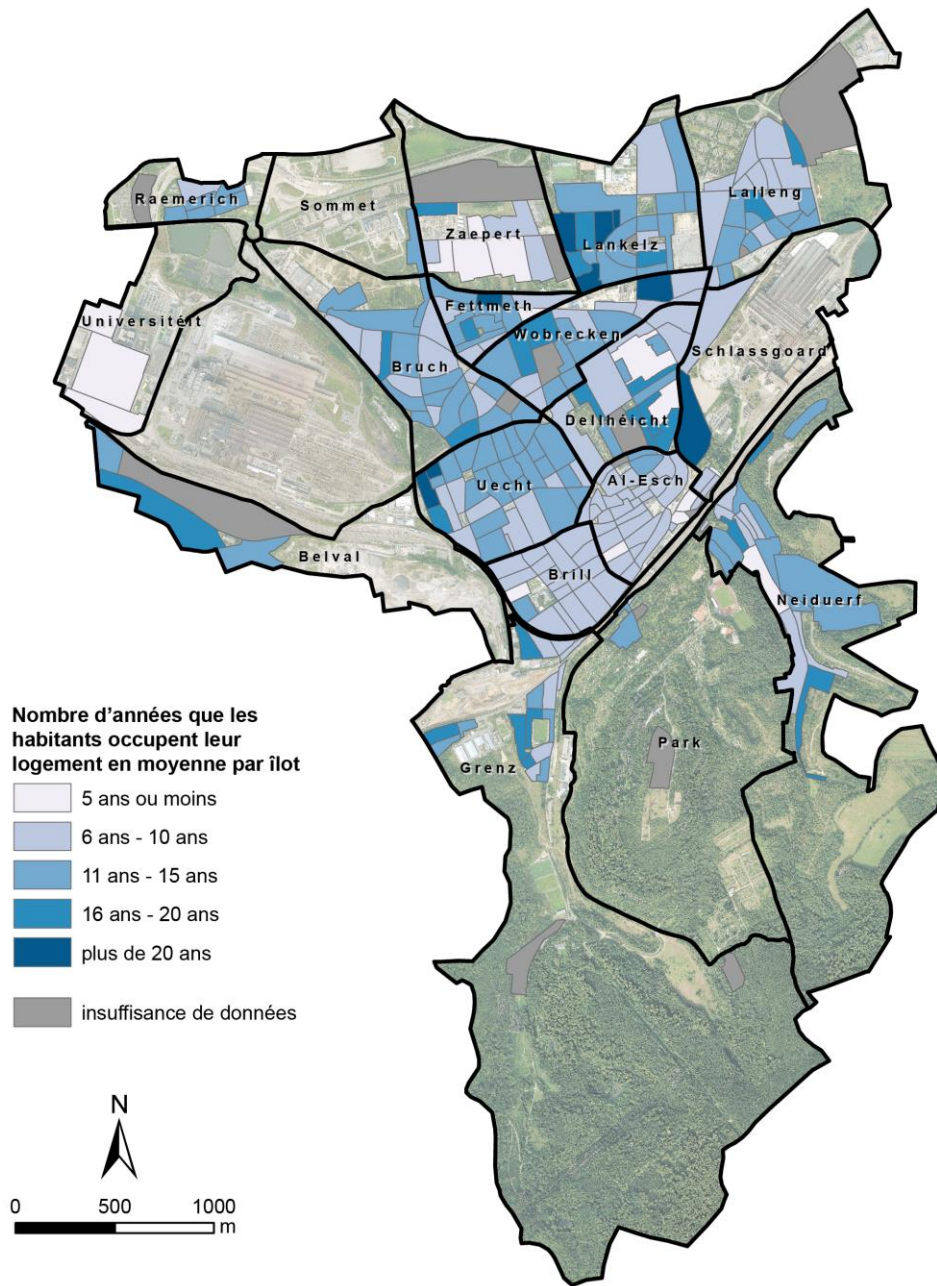 Raemerich
Sommet
Zaepert
Lankelz
Lalleng
Universitéit
Fettmeth
Wobrecken
Bruch
Schlassgoard
Dellhéicht
Uecht
Al-Esch
Belval
Brill
Neiduerf
Nombre d'années que les
habitants occupent leur
logement en moyenne par îlot
5 ans ou moins
6 ans - 10 ans
11 ans - 15 ans
16 ans - 20 ans
plus de 20 ans
insuffisance de données
Park
Grenz
N
0 500 1000
m